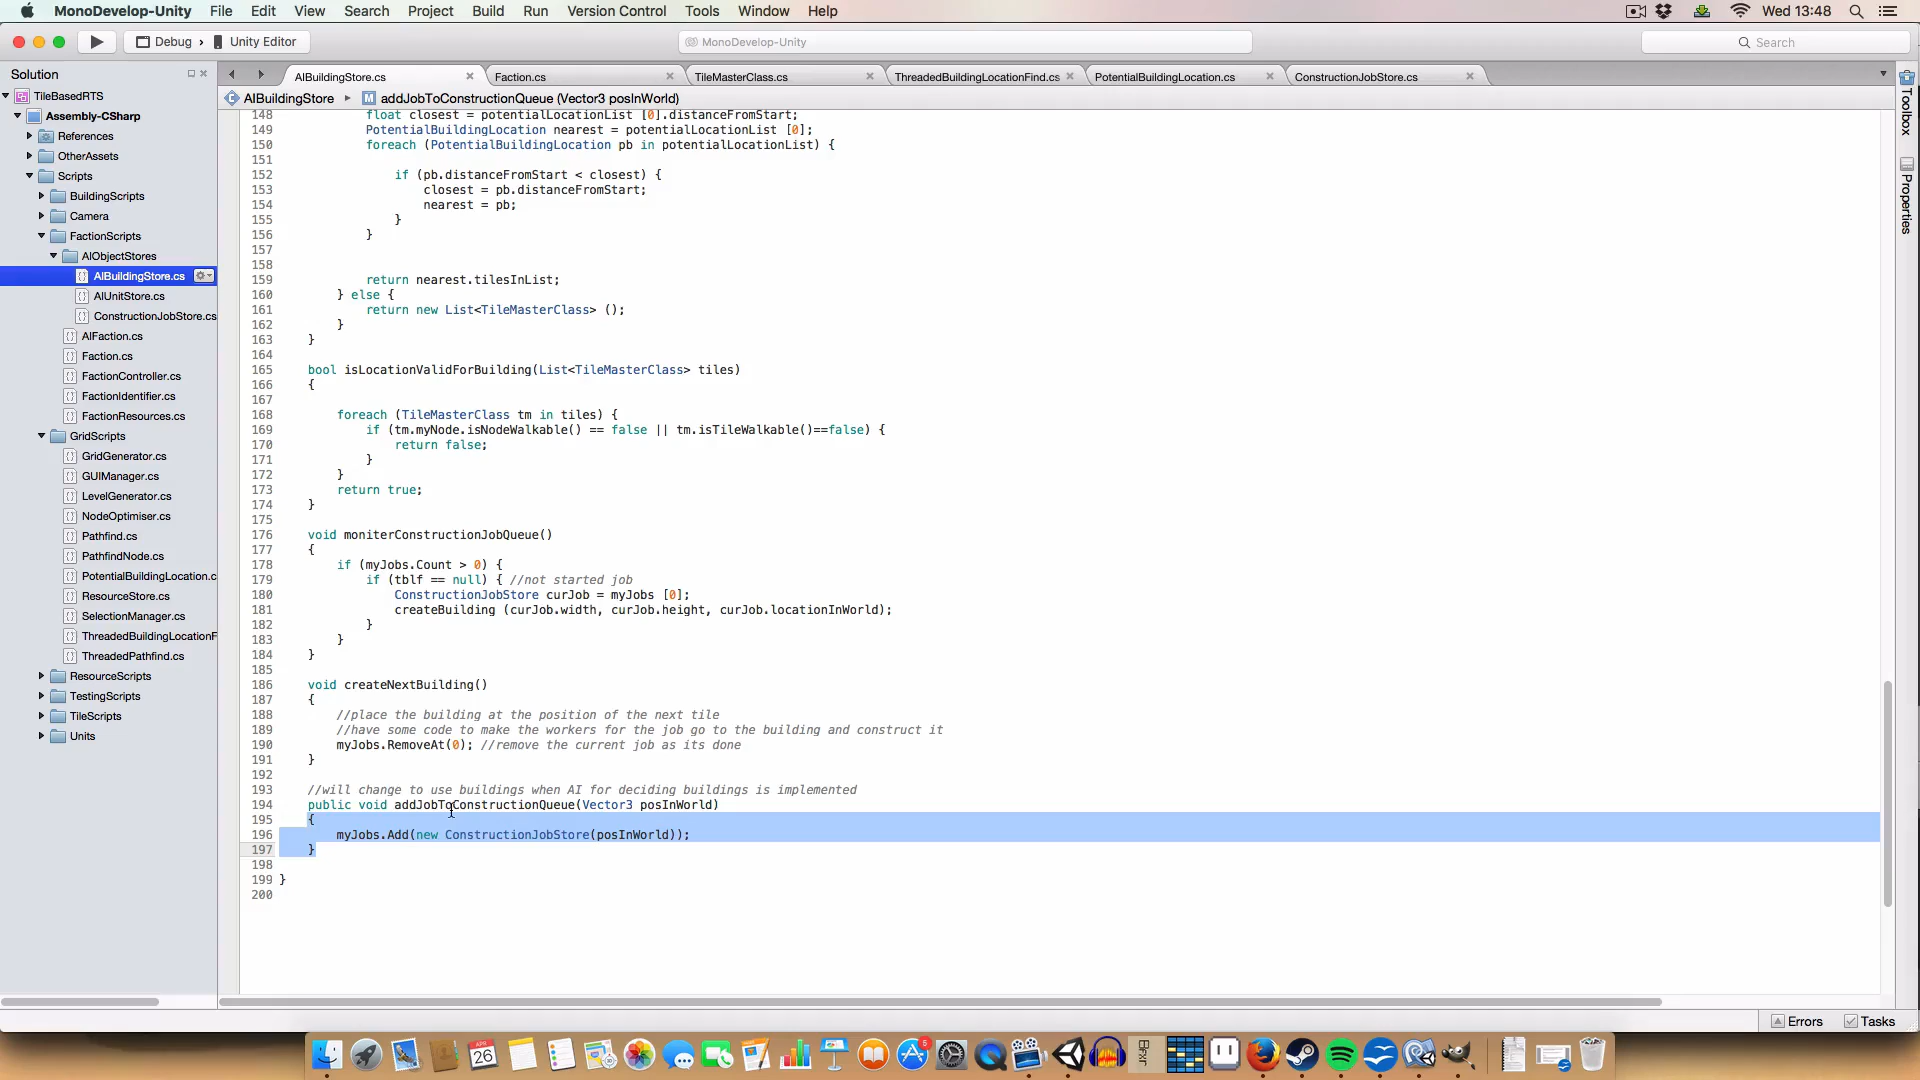 MonoDevelop-Unity File Edit View Search Project Build Run Version Control Tools Window Help Wed 13:48
Debug › Unity Editor MonoDevelop-Unity Search
Solution
TileBasedRTS
Assembly-CSharp
References
OtherAssets
Scripts
BuildingScripts
Camera
FactionScripts
AIObjectStores
AIBuildingStore.cs
AIUnitStore.cs
ConstructionJobStore.cs
AIFaction.cs
Faction.cs
FactionController.cs
FactionIdentifier.cs
FactionResources.cs
GridScripts
GridGenerator.cs
GUIManager.cs
LevelGenerator.cs
NodeOptimiser.cs
Pathfind.cs
PathfindNode.cs
PotentialBuildingLocation.c
ResourceStore.cs
SelectionManager.cs
ThreadedBuildingLocationF
ThreadedPathfind.cs
ResourceScripts
TestingScripts
TileScripts
Units
AIBuildingStore.cs Faction.cs TileMasterClass.cs ThreadedBuildingLocationFind.cs PotentialBuildingLocation.cs ConstructionJobStore.cs
AIBuildingStore addJobToConstructionQueue (Vector3 posInWorld)
148 float closest = potentialLocationList [0].distanceFromStart;
149 PotentialBuildingLocation nearest = potentialLocationList [0];
150 foreach (PotentialBuildingLocation pb in potentialLocationList) {
151
152 if (pb.distanceFromStart < closest) {
153 closest = pb.distanceFromStart;
154 nearest = pb;
155 }
156 }
157
158
159 return nearest.tilesInList;
160 } else {
161 return new List<TileMasterClass> ();
162 }
163 }
164
165 bool isLocationValidForBuilding(List<TileMasterClass> tiles)
166 {
167
168 foreach (TileMasterClass tm in tiles) {
169 if (tm.myNode.isNodeWalkable() == false || tm.isTileWalkable()==false) {
170 return false;
171 }
172 }
173 return true;
174 }
175
176 void moniterConstructionJobQueue()
177 {
178 if (myJobs.Count > 0) {
179 if (tblf == null) { //not started job
180 ConstructionJobStore curJob = myJobs [0];
181 createBuilding (curJob.width, curJob.height, curJob.locationInWorld);
182 }
183 }
184 }
185
186 void createNextBuilding()
187 {
188 //place the building at the position of the next tile
189 //have some code to make the workers for the job go to the building and construct it
190 myJobs.RemoveAt(0); //remove the current job as its done
191 }
192
193 //will change to use buildings when AI for deciding buildings is implemented
194 public void addJobToConstructionQueue(Vector3 posInWorld)
195 {
196 myJobs.Add(new ConstructionJobStore(posInWorld));
197 }
198
199 }
200
Toolbox
Properties
Errors Tasks
APR
26
5